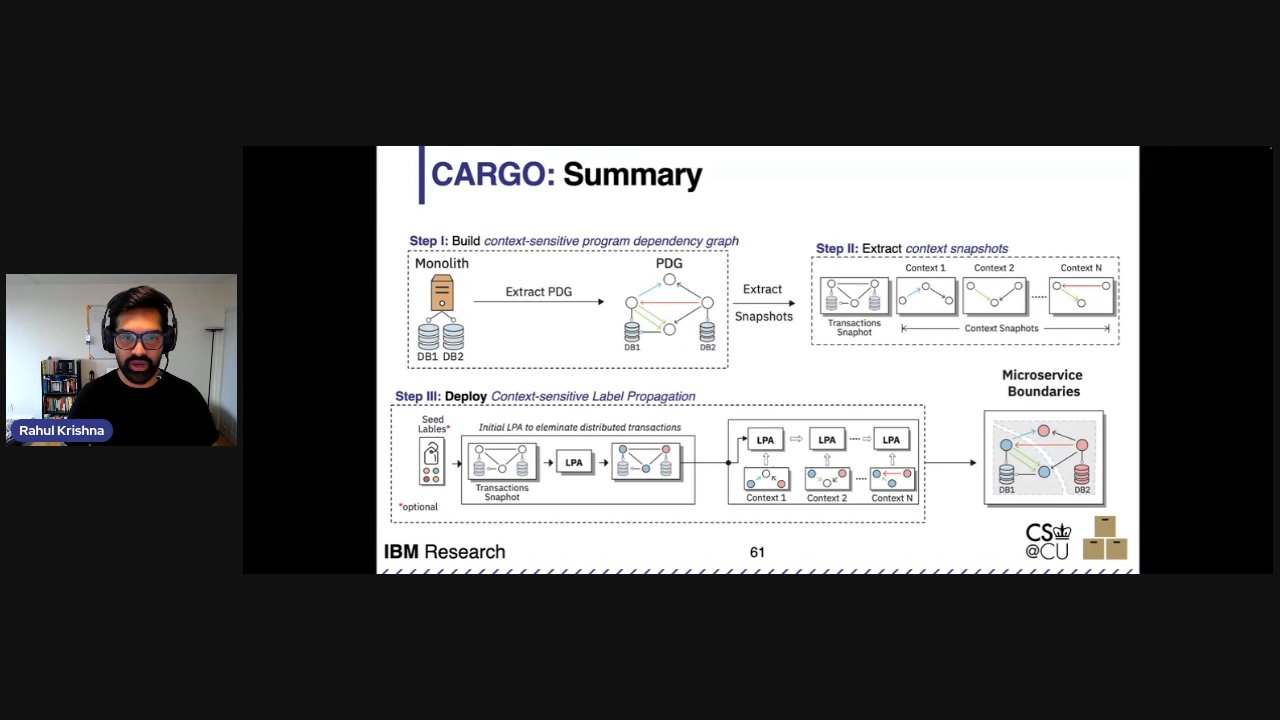 CARGO: Summary
Step I: Build context-sensitive program dependency graph
Monolith
PDG
Extract PDG
DB1 DB2
DB1
DB2
Extract
Snapshots
Step II: Extract context snapshots
Context 1
Context 2
Context N
Transactions
Snapshot
Context Snapshots
Step III: Deploy Context-sensitive Label Propagation
Seed
Lables*
*optional
Initial LPA to eleminate distributed transactions
LPA
Transactions
Snaphot
LPA
LPA
LPA
Context 1
Context 2
Context N
Microservice
Boundaries
DB1
DB2
Rahul Krishna
IBM Research
61
CS
@CU